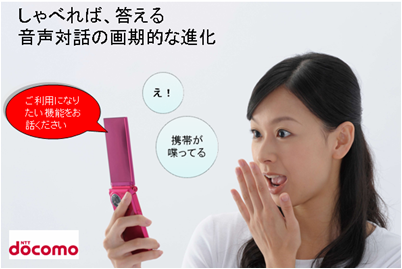 しゃべれば、答える
音声対話の画期的な進化
え！
ご利用になり
たい機能をお
話ください
携帯が
喋ってる
NTT
döcomo